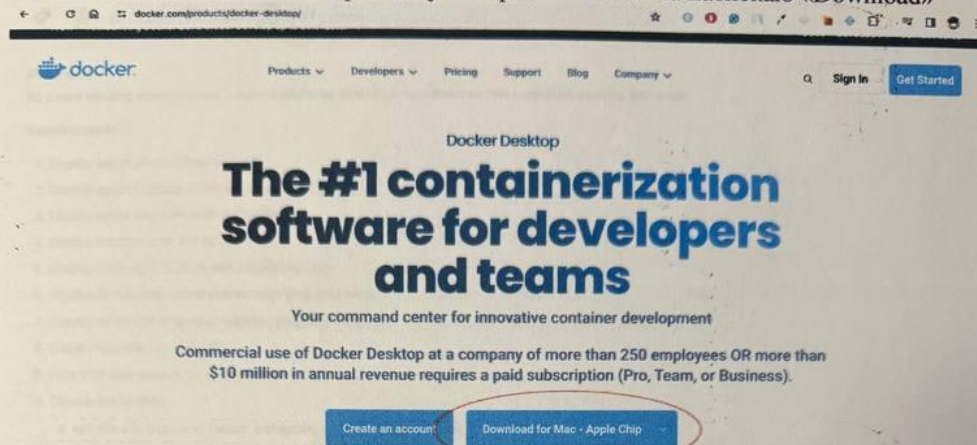 «Download»
docker.com/products/docker-desktop/
docker
Products Developers Pricing Support Blog Company
Sign In Get Started
Docker Desktop
The #1 containerization
software for developers
and teams
Your command center for innovative container development
Commercial use of Docker Desktop at a company of more than 250 employees OR more than
$10 million in annual revenue requires a paid subscription (Pro, Team, or Business).
Create an account Download for Mac - Apple Chip